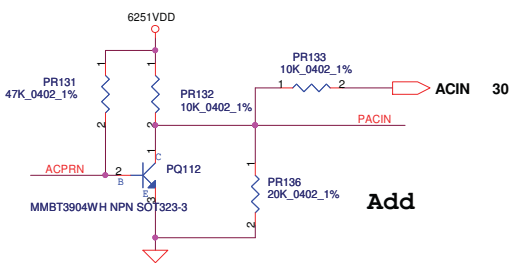 6251VDD
PR133
10K_0402_1%
1
2
ACIN 30
PR131
47K_0402_1%
1
2
PR132
10K_0402_1%
1
2
PACIN
ACPRN
2
B
1
C
E
3
PQ112
MMBT3904WH NPN SOT323-3
1
PR136
20K_0402_1%
2
Add